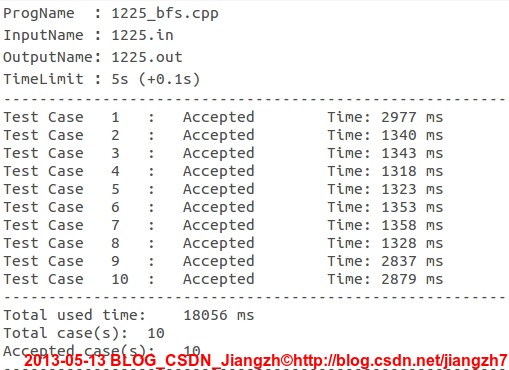 ProgName  : 1225_bfs.cpp
InputName : 1225.in
OutputName: 1225.out
TimeLimit : 5s (+0.1s)
--------------------------------------------------------
Test Case   1   :   Accepted        Time: 2977 ms
Test Case   2   :   Accepted        Time: 1340 ms
Test Case   3   :   Accepted        Time: 1343 ms
Test Case   4   :   Accepted        Time: 1318 ms
Test Case   5   :   Accepted        Time: 1323 ms
Test Case   6   :   Accepted        Time: 1353 ms
Test Case   7   :   Accepted        Time: 1358 ms
Test Case   8   :   Accepted        Time: 1328 ms
Test Case   9   :   Accepted        Time: 2837 ms
Test Case   10  :   Accepted        Time: 2879 ms
--------------------------------------------------------
Total used time:    18056 ms
Total case(s):  10
Accepted case(s):   10
2013-05-13 BLOG_CSDN_Jiangzh©http://blog.csdn.net/jiangzh7
--------------------------------------------------------